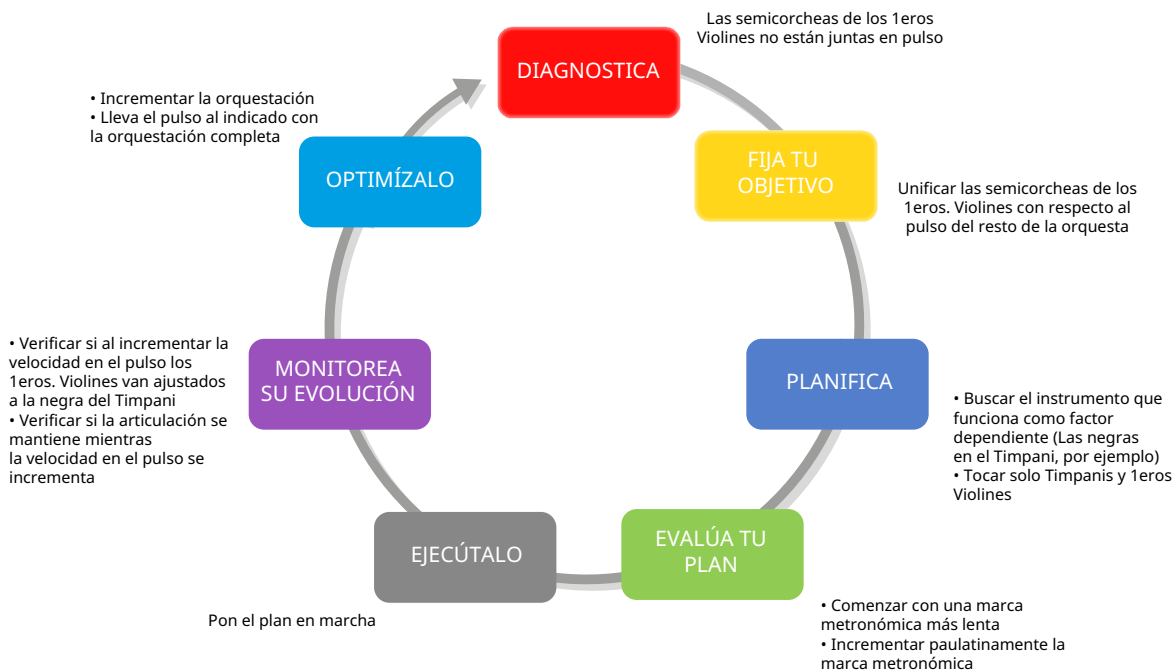 Las semicorcheas de los 1eros
Violines no están juntas en pulso
DIAGNOSTICA
FIJA TU
OBJETIVO
Unificar las semicorcheas de los
1eros. Violines con respecto al
pulso del resto de la orquesta
PLANIFICA
• Buscar el instrumento que
funciona como factor
dependiente (Las negras
en el Timpani, por ejemplo)
• Tocar solo Timpanis y 1eros
Violines
EVALÚA TU
PLAN
• Comenzar con una marca
metronómica más lenta
• Incrementar paulatinamente la
marca metronómica
EJECÚTALO
Pon el plan en marcha
MONITOREA
SU EVOLUCIÓN
• Verificar si al incrementar la
velocidad en el pulso los
1eros. Violines van ajustados
a la negra del Timpani
• Verificar si la articulación se
mantiene mientras
la velocidad en el pulso se
incrementa
OPTIMÍZALO
• Incrementar la orquestación
• Lleva el pulso al indicado con
la orquestación completa